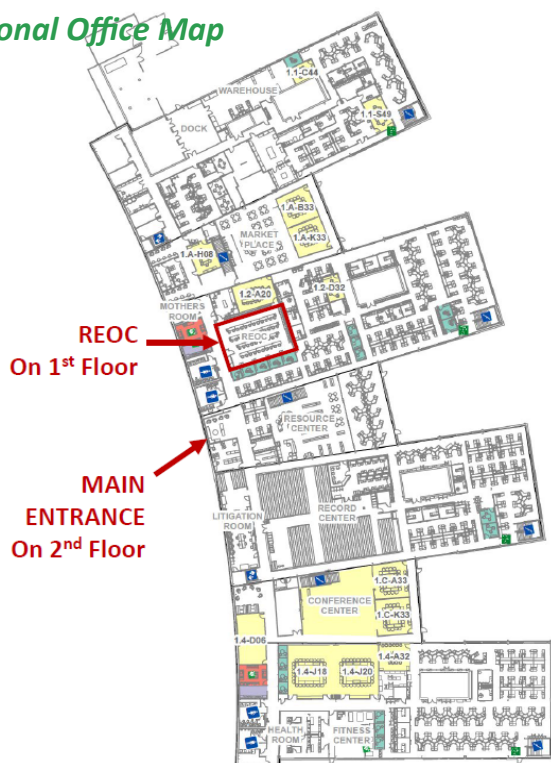 onal Office Map
1.1-C44
WAREHOUSE
1.1-S49
DOCK
1.A-B33
MARKET
PLACE
1.A-K33
1.A-H08
1.2-D32
1.2-A20
MOTHERS
ROOM
REOC
REOC
On 1st Floor
RESOURCE
CENTER
MAIN
ENTRANCE
On 2nd Floor
LITIGATION
ROOM
RECORD
CENTER
1.C-A33
CONFERENCE
CENTER
1.C-K33
1.4-D06
1.4-A32
1.4-J18
1.4-J20
HEALTH
ROOM
FITNESS
CENTER